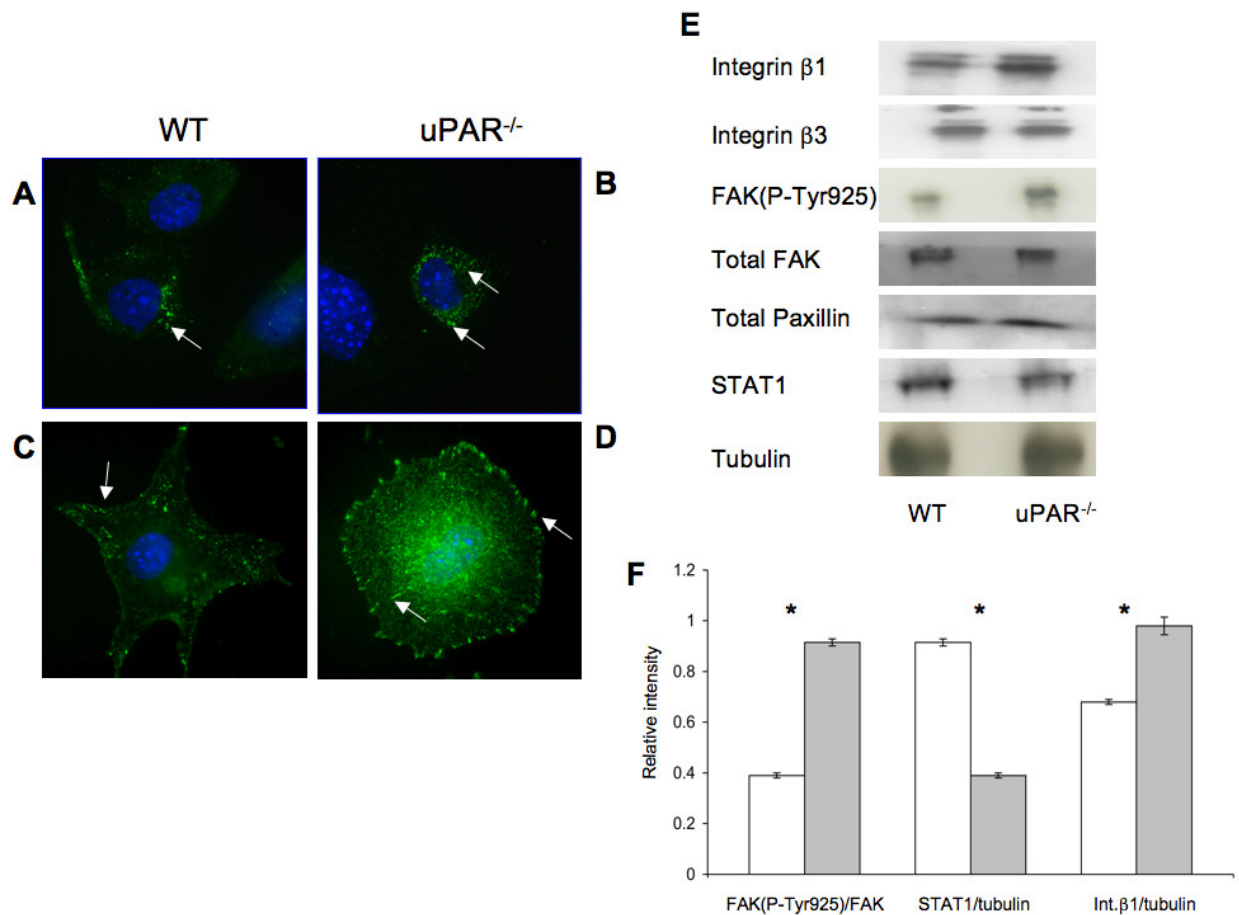 WT
uPAR-/-
A
B
C
D
E
Integrin β1
Integrin β3
FAK(P-Tyr925)
Total FAK
Total Paxillin
STAT1
Tubulin
WT
uPAR-/-
F
1.2
1
0.8
0.6
0.4
0.2
0
Relative intensity
*
*
*
FAK(P-Tyr925)/FAK
STAT1/tubulin
Int.β1/tubulin